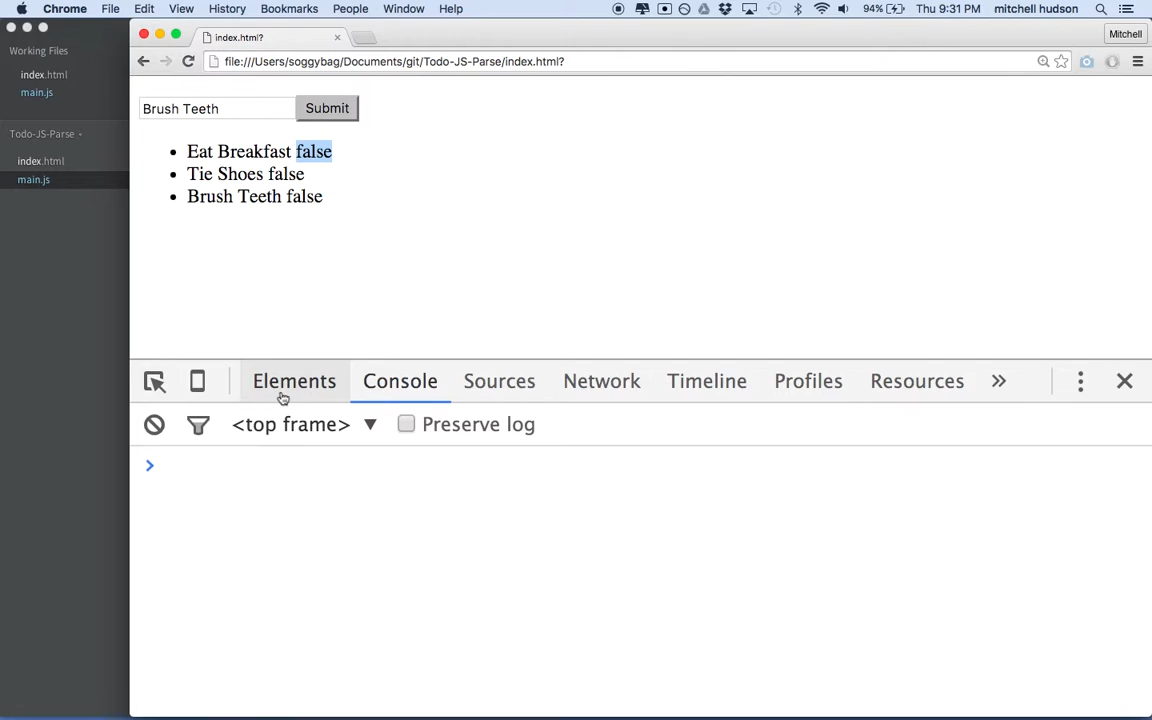 Chrome File Edit View History Bookmarks People Window Help 94% Thu 9:31 PM mitchell hudson
index.html? Mitchell
file:///Users/soggybag/Documents/git/Todo-JS-Parse/index.html?
Working Files
index.html
main.js
Todo-JS-Parse
index.html
main.js
Brush Teeth Submit
• Eat Breakfast false
• Tie Shoes false
• Brush Teeth false
Elements Console Sources Network Timeline Profiles Resources »
<top frame> ▼ Preserve log
>